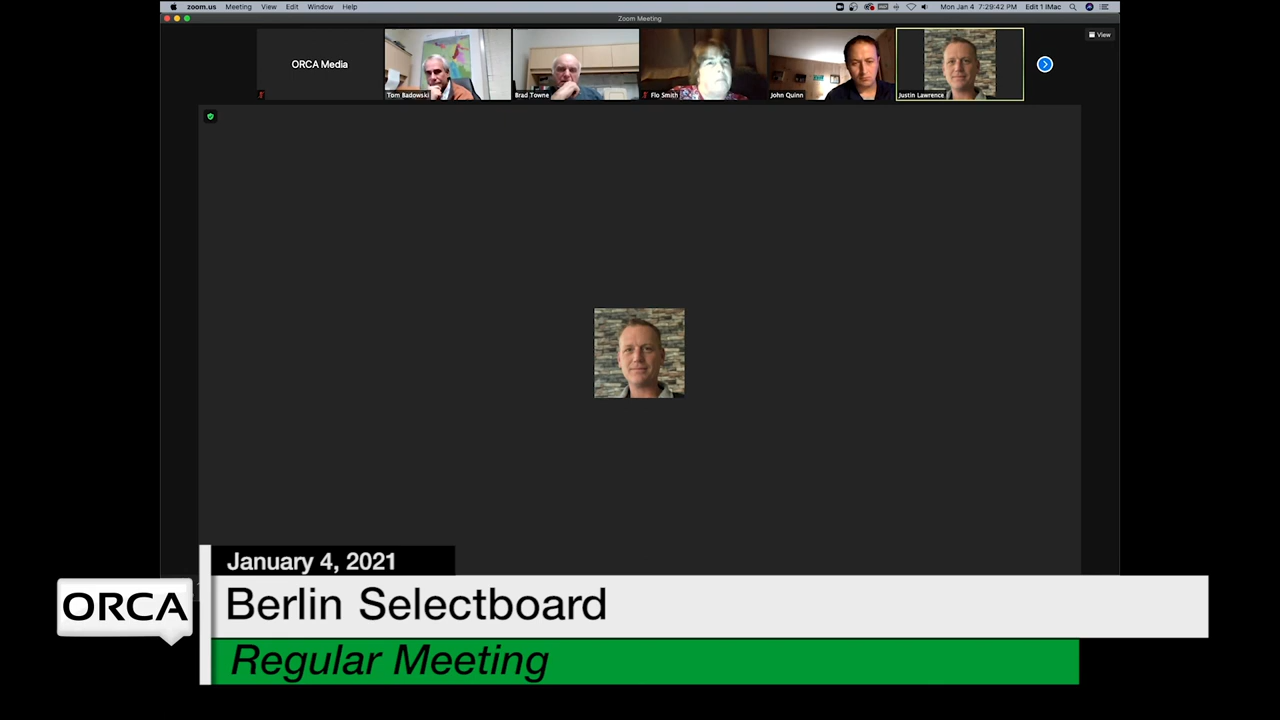 zoom.us Meeting View Edit Window Help
Mon Jan 4 7:29:42 PM Edit 1 iMac
Zoom Meeting
View
ORCA Media
Tom Badowski
Brad Towne
Flo Smith
John Quinn
Justin Lawrence
January 4, 2021
ORCA
Berlin Selectboard
Regular Meeting